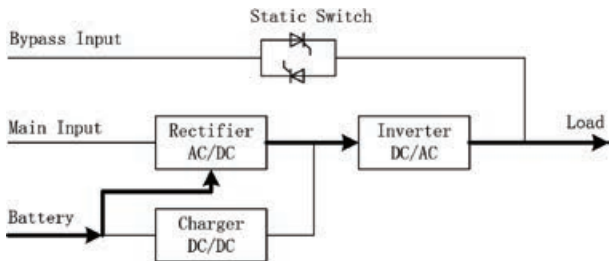 Static Switch
Bypass Input
Main Input
Rectifier
AC/DC
Inverter
DC/AC
Load
Battery
Charger
DC/DC